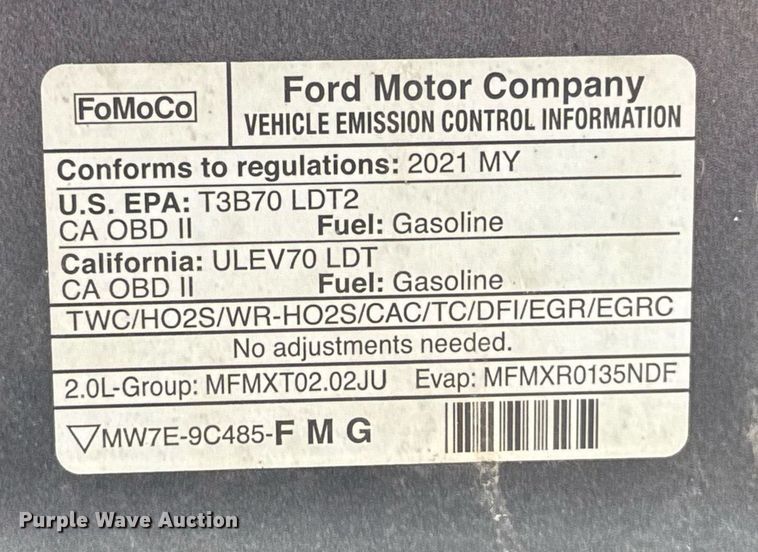 FoMoCo
Ford Motor Company
VEHICLE EMISSION CONTROL INFORMATION
Conforms to regulations: 2021 MY
U.S. EPA: T3B70 LDT2
CA OBD II Fuel: Gasoline
California: ULEV70 LDT
CA OBD II Fuel: Gasoline
TWC/HO2S/WR-HO2S/CAC/TC/DFI/EGR/EGRC
No adjustments needed.
2.0L-Group: MFMXT02.02JU Evap: MFMXR0135NDF
MW7E-9C485-F M G
Purple Wave Auction